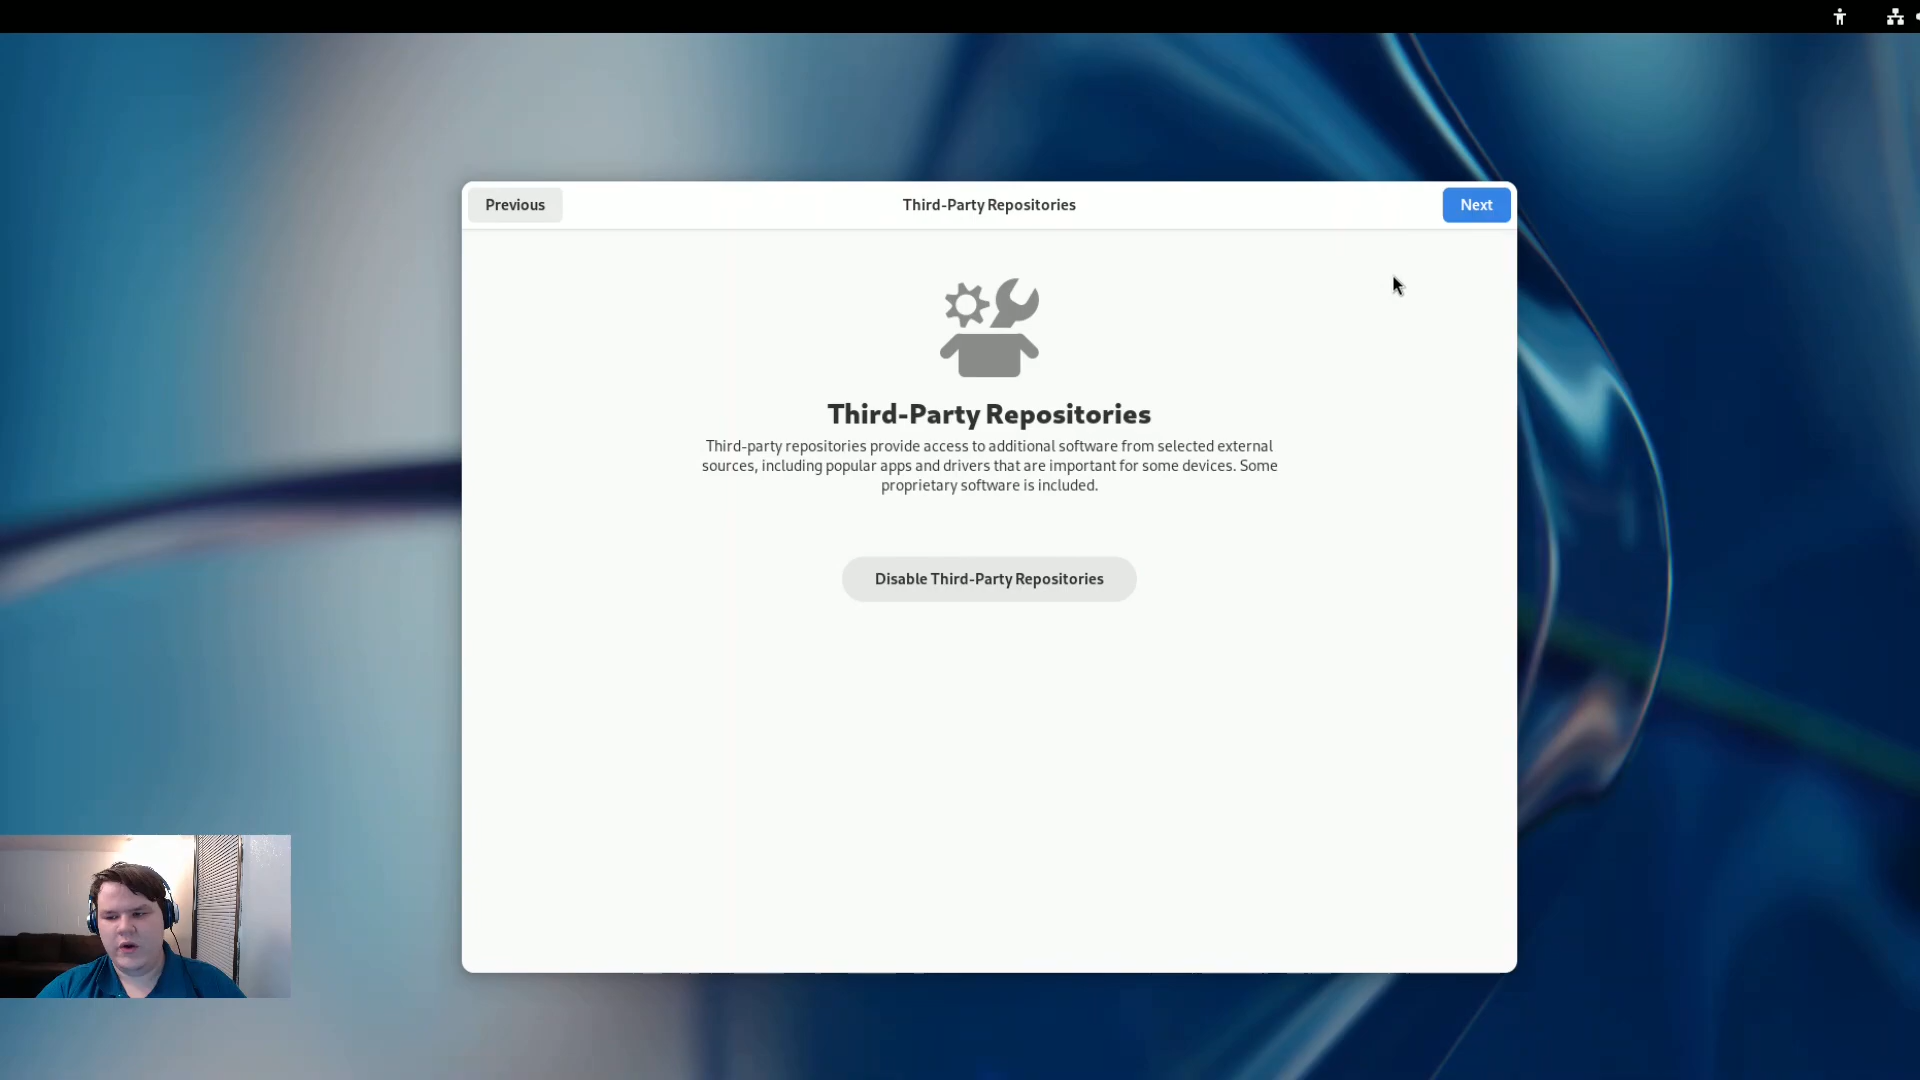 Previous
Third-Party Repositories
Next
Third-Party Repositories
Third-party repositories provide access to additional software from selected external
sources, including popular apps and drivers that are important for some devices. Some
proprietary software is included.
Disable Third-Party Repositories